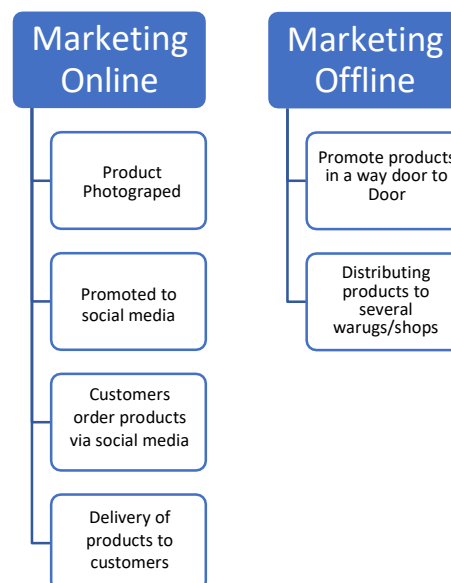 Marketing
Online
Product
Photograped
Promoted to
social media
Customers
order products
via social media
Delivery of
products to
customers
Marketing
Offline
Promote products
in a way door to
Door
Distributing
products to
several
warugs/shops